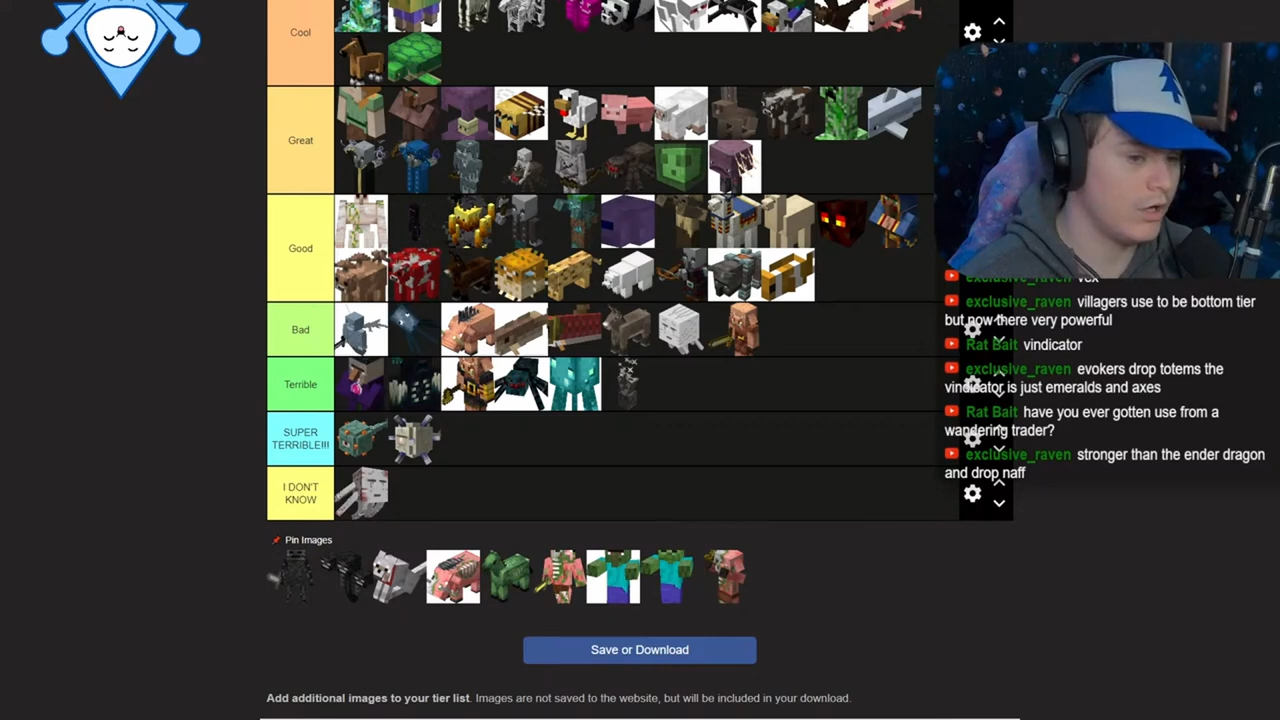 Cool
Great
Good
Bad
Terrible
SUPER
TERRIBLE!!!
I DON'T
KNOW
exclusive_raven vex
exclusive_raven villagers use to be bottom tier
but now there very powerful
Rat Bait vindicator
exclusive_raven evokers drop totems the
vindicator is just emeralds and axes
Rat Bait have you ever gotten use from a
wandering trader?
exclusive_raven stronger than the ender dragon
and drop naff
Pin Images
Save or Download
Add additional images to your tier list. Images are not saved to the website, but will be included in your download.